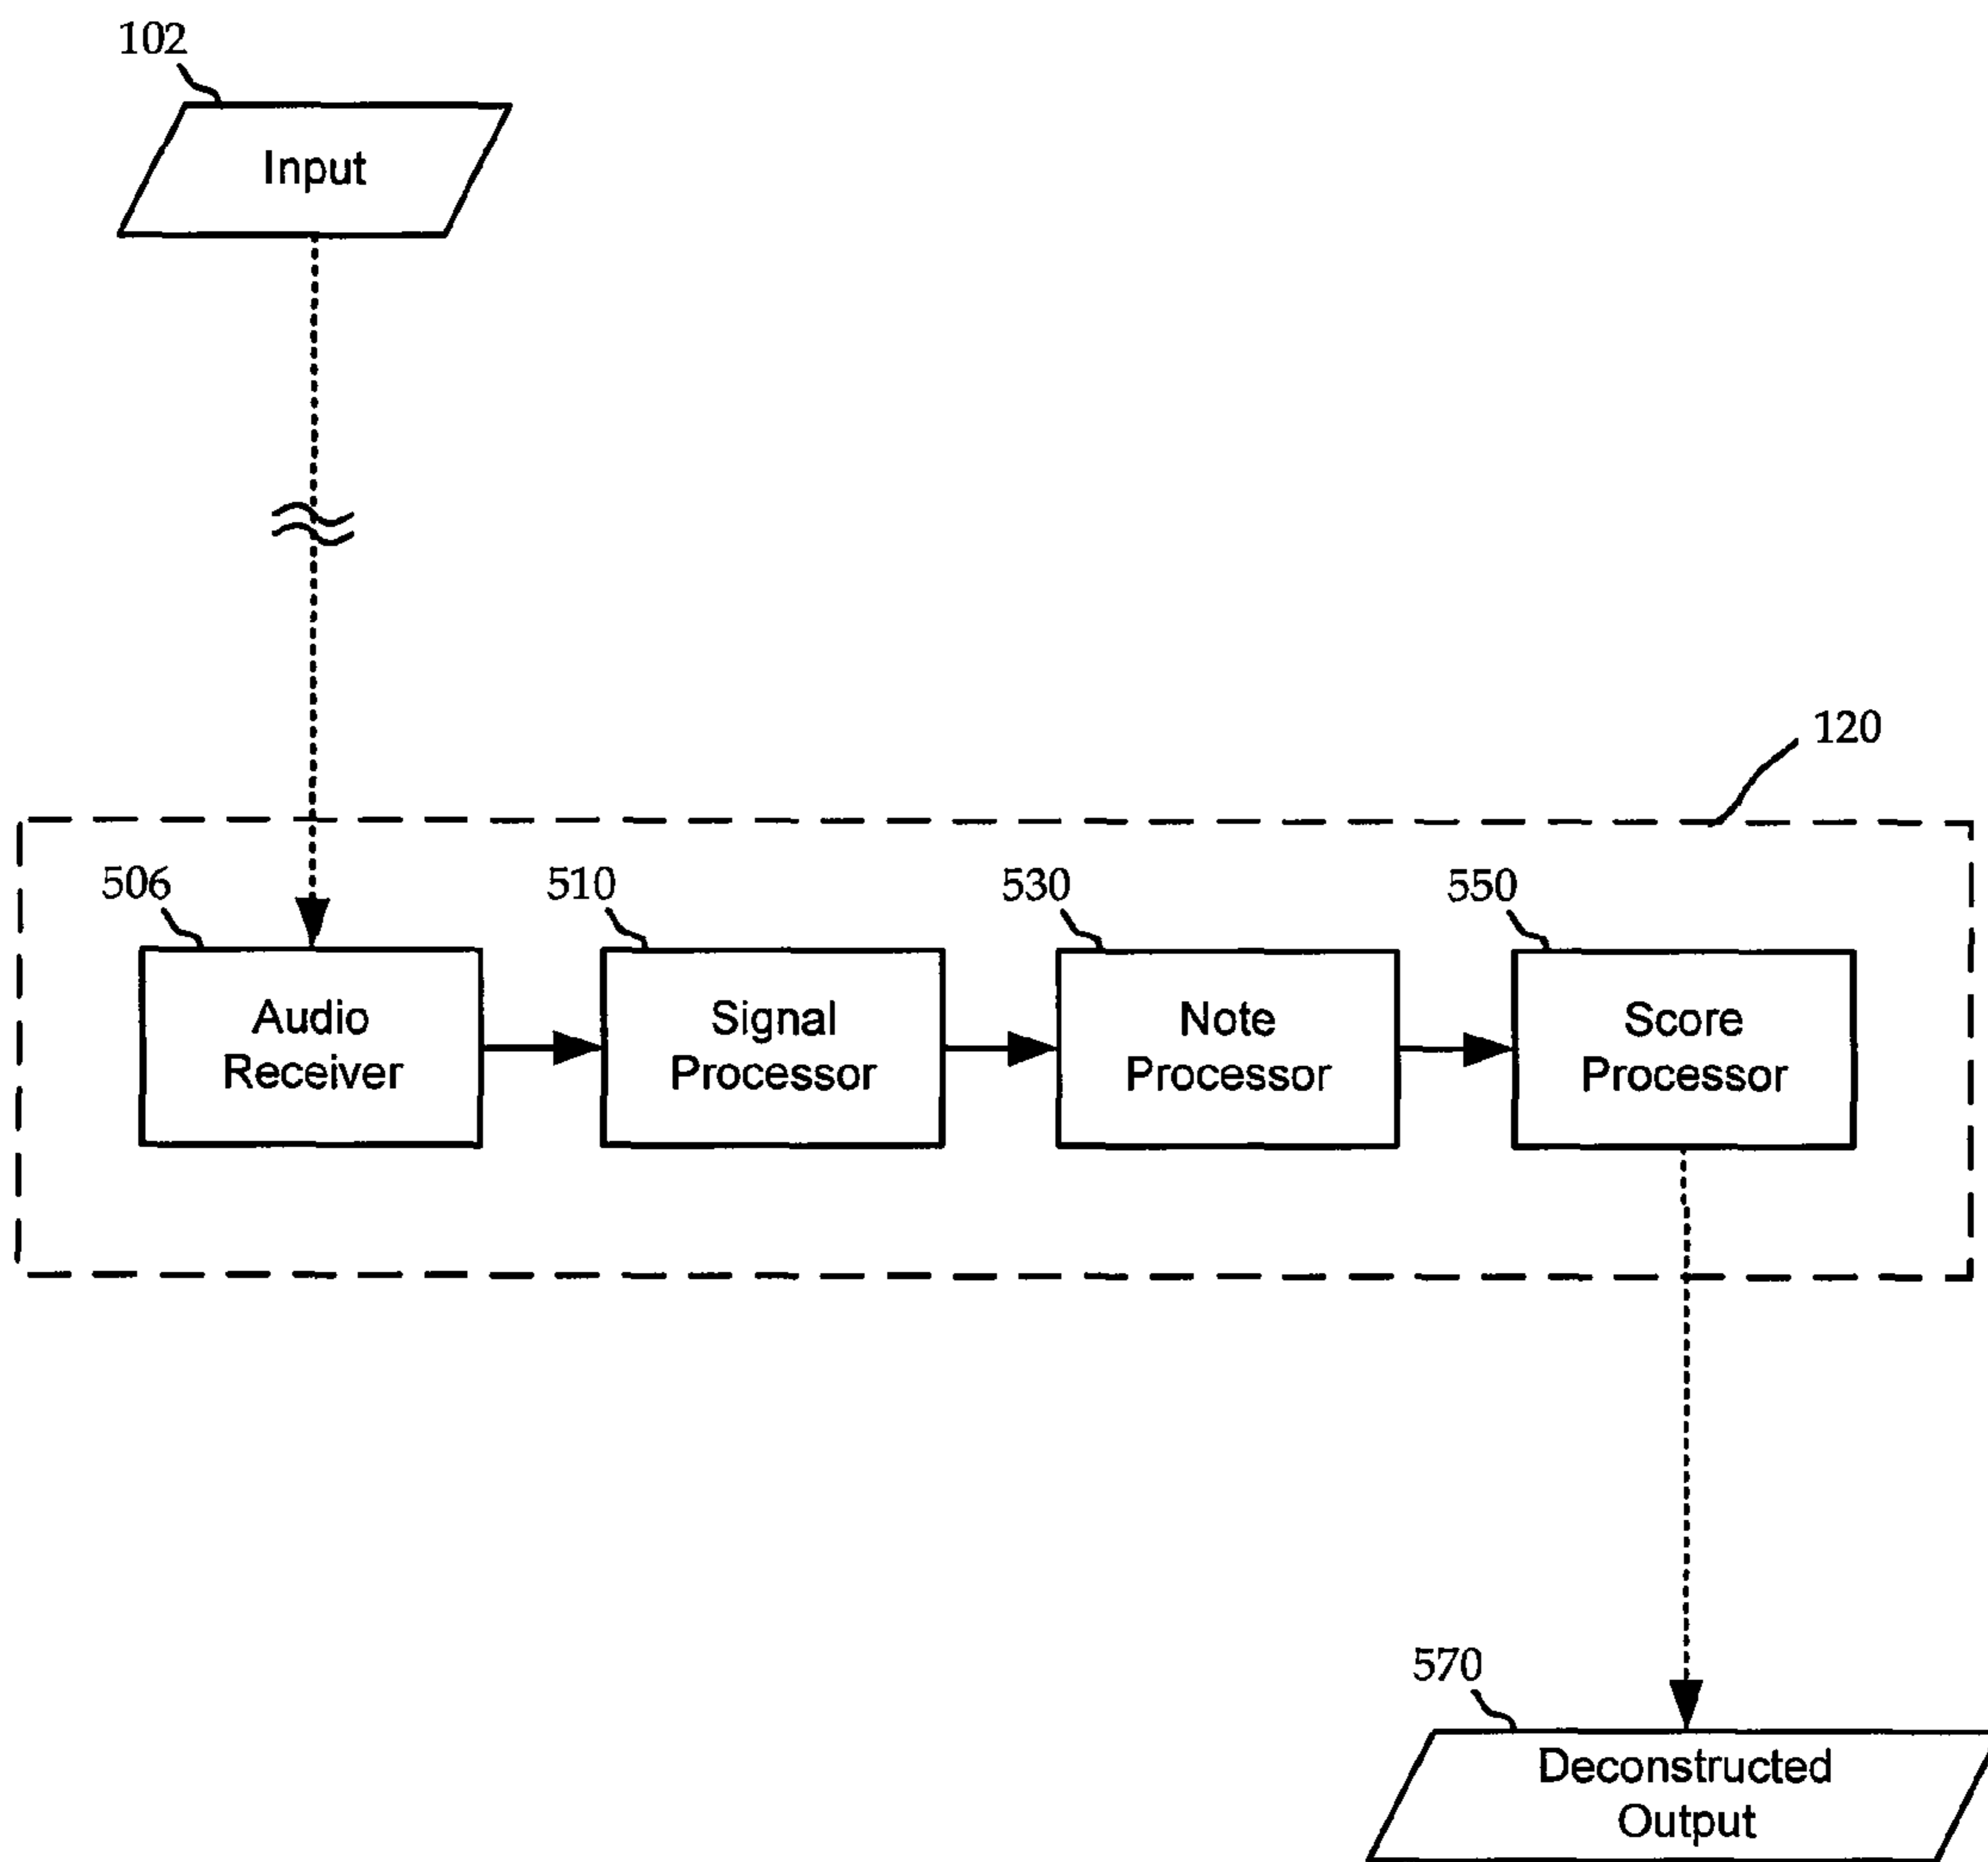 102
Input
120
506
510
530
550
Audio
Receiver
Signal
Processor
Note
Processor
Score
Processor
570
Deconstructed
Output